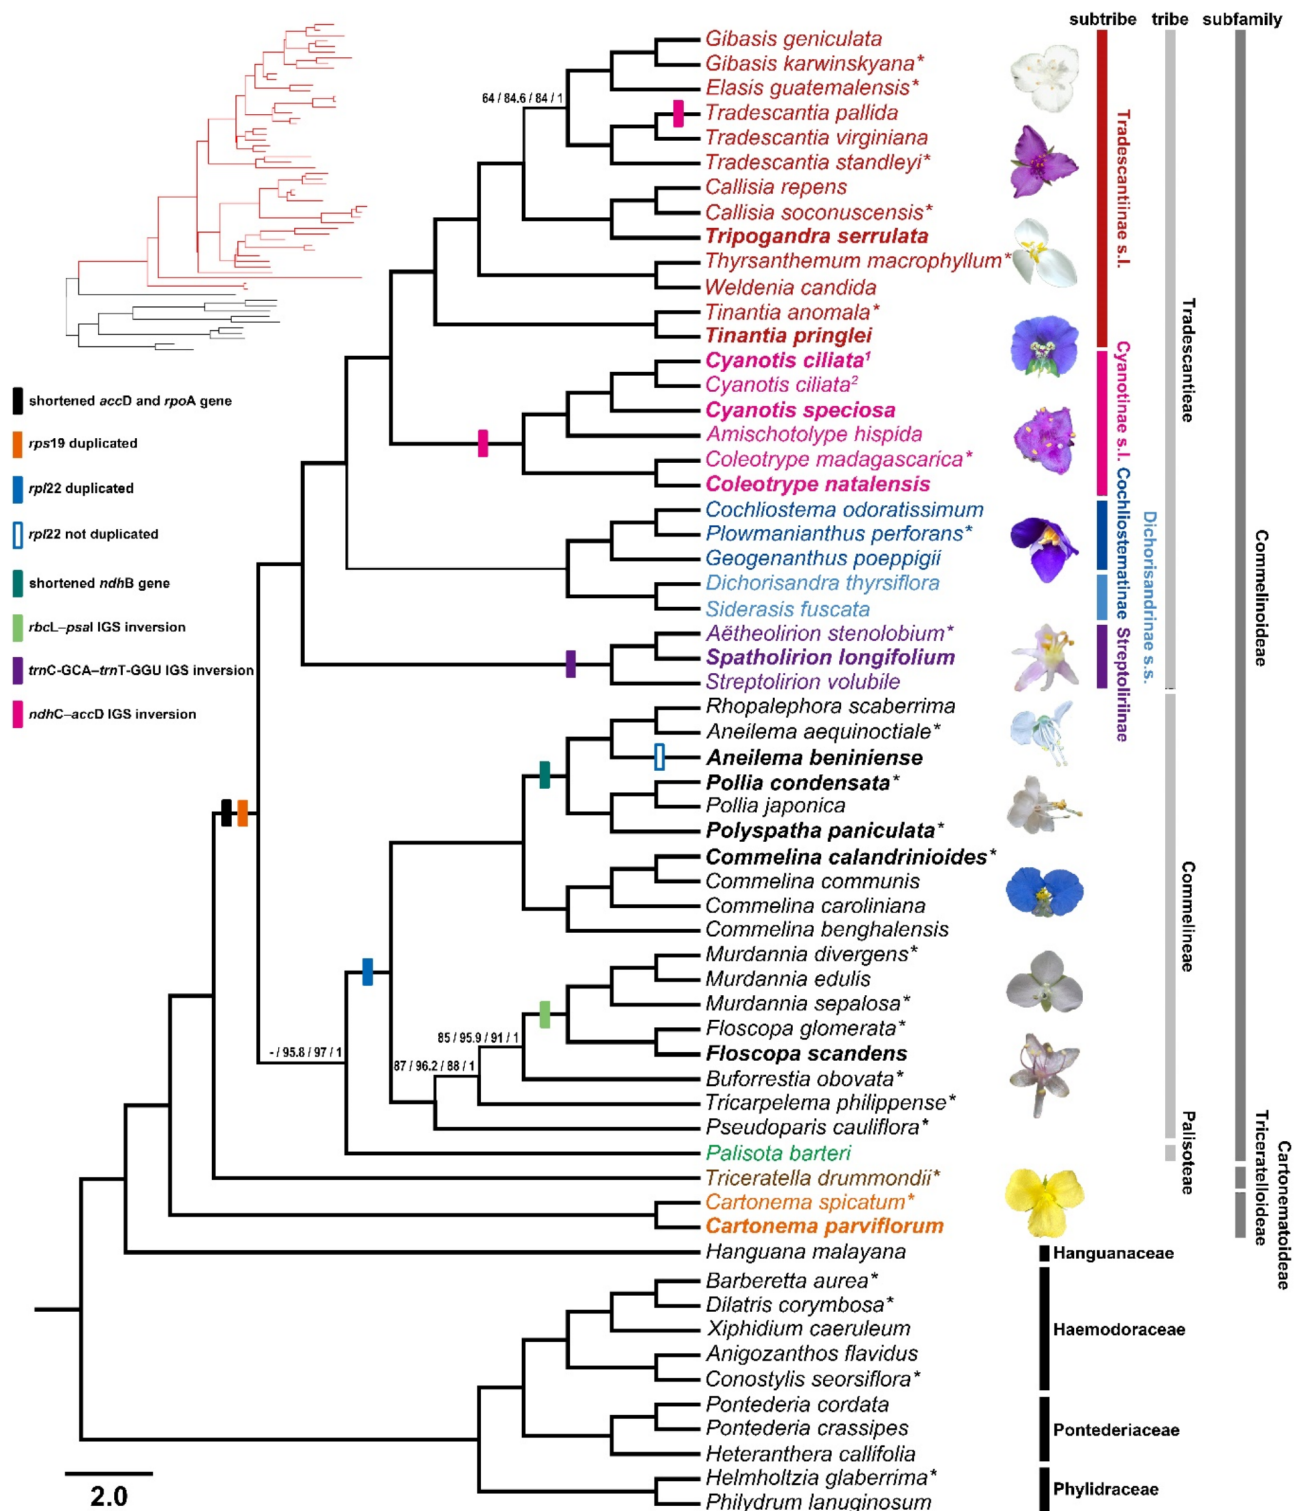 subtribe tribe subfamily
Gibasis geniculata
Gibasis karwinskyana*
Elasis guatemalensis*
64 / 84.6 / 84 / 1
Tradescantia pallida
Tradescantia virginiana
Tradescantia standleyi*
Callisia repens
Callisia soconuscensis*
Tripogandra serrulata
Thyrsanthemum macrophyllum*
Weldenia candida
Tinantia anomala*
Tinantia pringlei
Cyanotis ciliata¹
Cyanotis ciliata²
Cyanotis speciosa
Amischotolype hispida
Coleotrype madagascarica*
Coleotrype natalensis
Cochliostema odoratissimum
Plowmanianthus perforans*
Geogenanthus poeppigii
Dichorisandra thyrsiflora
Siderasis fuscata
Aëtheolirion stenolobium*
Spatholirion longifolium
Streptolirion volubile
Rhopalephora scaberrima
Aneilema aequinoctiale*
Aneilema beniniense
Pollia condensata*
Pollia japonica
Polyspatha paniculata*
Commelina calandrinioides*
Commelina communis
Commelina caroliniana
Commelina benghalensis
Murdannia divergens*
Murdannia edulis
Murdannia sepalosa*
Floscopa glomerata*
85 / 95.9 / 91 / 1
- / 95.8 / 97 / 1
Floscopa scandens
87 / 96.2 / 88 / 1
Buforrestia obovata*
Tricarpelema philippense*
Pseudoparis cauliflora*
Palisota barteri
Triceratella drummondii*
Cartonema spicatum*
Cartonema parviflorum
Hanguana malayana
Barberetta aurea*
Dilatris corymbosa*
Xiphidium caeruleum
Anigozanthos flavidus
Conostylis seorsiflora*
Pontederia cordata
Pontederia crassipes
Heteranthera callifolia
Helmholtzia glaberrima*
Philydrum lanuginosum
shortened accD and rpoA gene
rps19 duplicated
rpl22 duplicated
rpl22 not duplicated
shortened ndhB gene
rbcL–psaI IGS inversion
trnC-GCA–trnT-GGU IGS inversion
ndhC–accD IGS inversion
2.0
Tradescantiinae s.l.
Cyanotinae s.l.
Cochliostematinae
Dichorisandrinae s.s.
Streptoliriinae
Tradescantieae
Commelineae
Palisoteae
Commelinoideae
Triceratelloideae
Cartonematoideae
Hanguanaceae
Haemodoraceae
Pontederiaceae
Phylidraceae